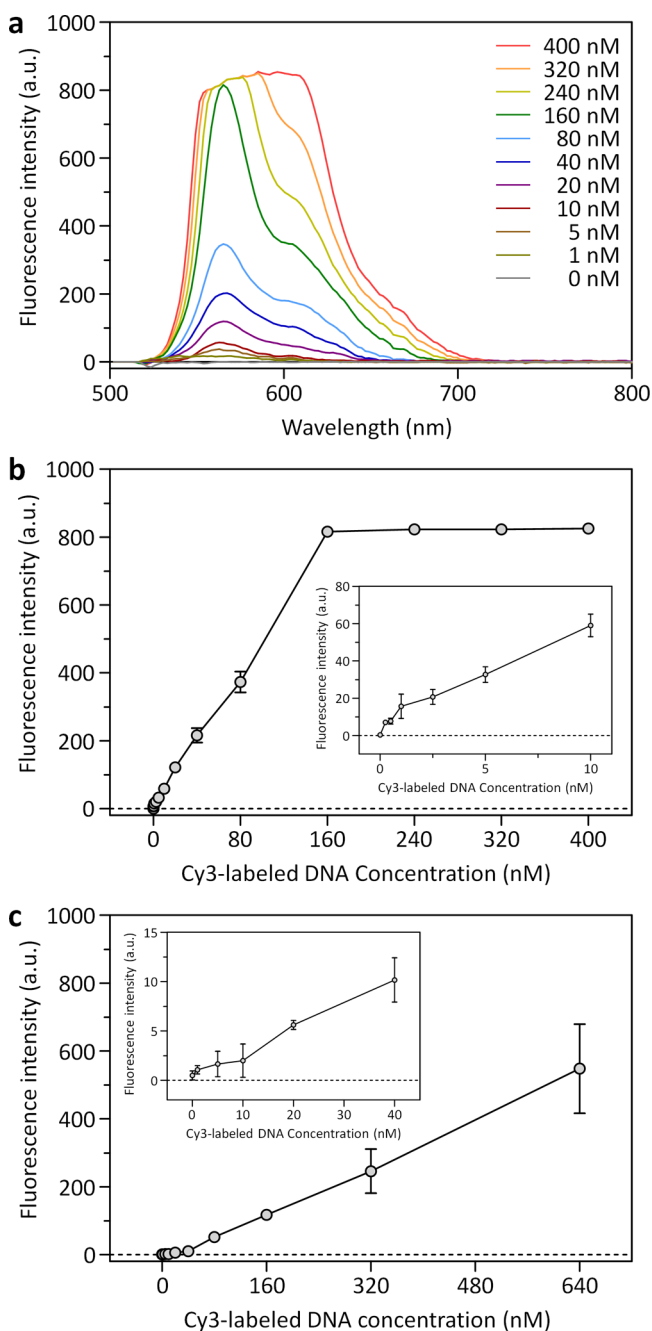 a
1000
800
600
400
200
0
Fluorescence intensity (a.u.)
400 nM
320 nM
240 nM
160 nM
80 nM
40 nM
20 nM
10 nM
5 nM
1 nM
0 nM
500
600
700
800
Wavelength (nm)
b
1000
800
600
400
200
0
Fluorescence intensity (a.u.)
80
60
40
20
0
Fluorescence intensity (a.u.)
0
5
10
Cy3-labeled DNA Concentration (nM)
0
80
160
240
320
400
Cy3-labeled DNA Concentration (nM)
c
1000
800
600
400
200
0
Fluorescence intensity (a.u.)
15
10
5
0
Fluorescence intensity (a.u.)
0
10
20
30
40
Cy3-labeled DNA Concentration (nM)
0
160
320
480
640
Cy3-labeled DNA concentration (nM)